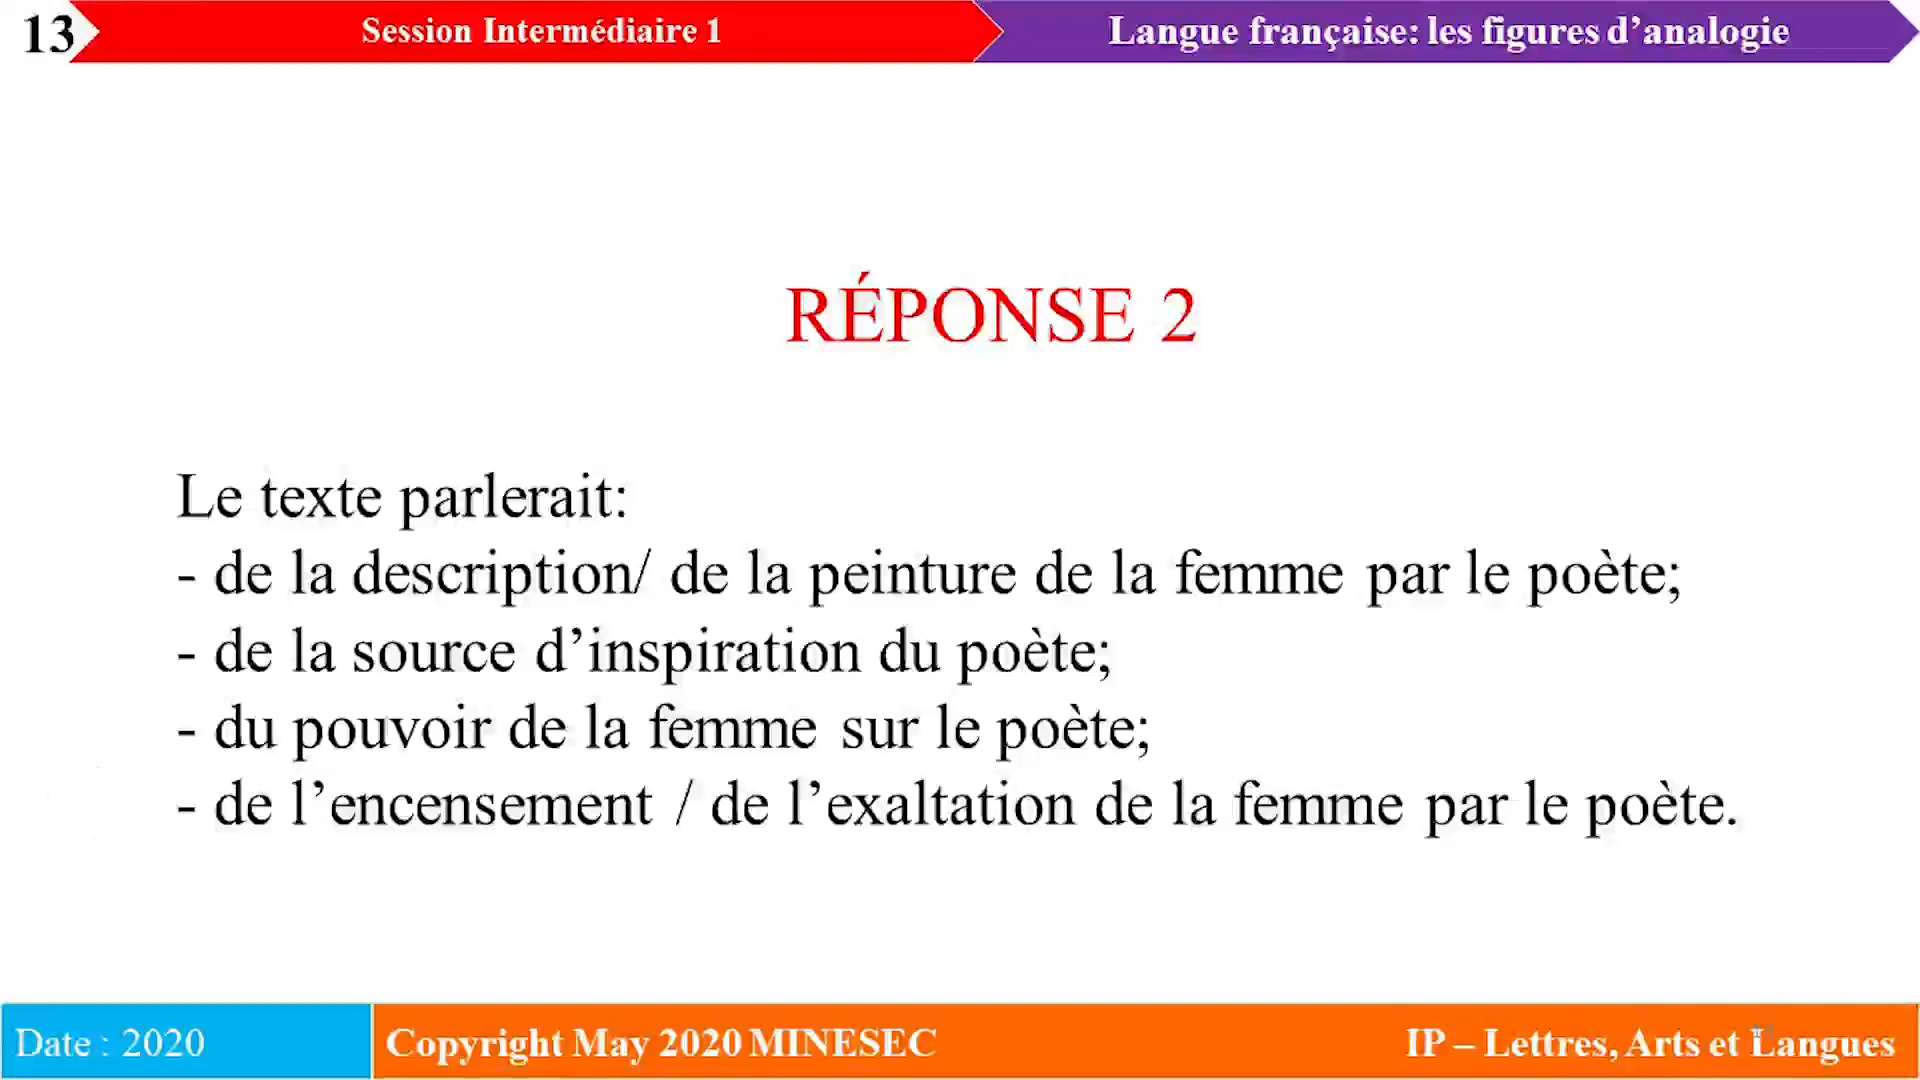 13
Session Intermédiaire 1
Langue française: les figures d’analogie
RÉPONSE 2
Le texte parlerait:
- de la description/ de la peinture de la femme par le poète;
- de la source d’inspiration du poète;
- du pouvoir de la femme sur le poète;
- de l’encensement / de l’exaltation de la femme par le poète.
Date : 2020
Copyright May 2020 MINESEC
IP – Lettres, Arts et Langues